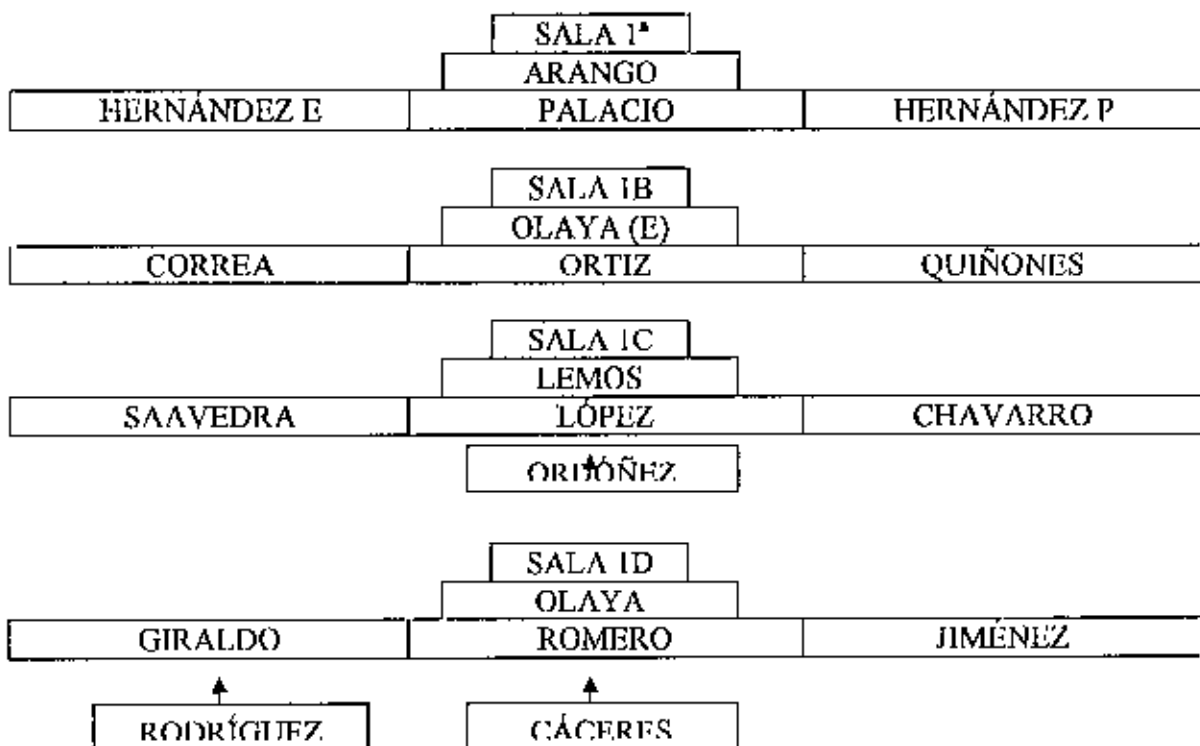 SALA 1ª
ARANGO
HERNÁNDEZ E PALACIO HERNÁNDEZ P
SALA 1B
OLAYA (E)
CORREA ORTIZ QUIÑONES
SALA 1C
LEMOS
SAAVEDRA LÓPEZ CHAVARRO
ORDÓÑEZ
SALA 1D
OLAYA
GIRALDO ROMERO JIMÉNEZ
RODRÍGUEZ CÁCERES